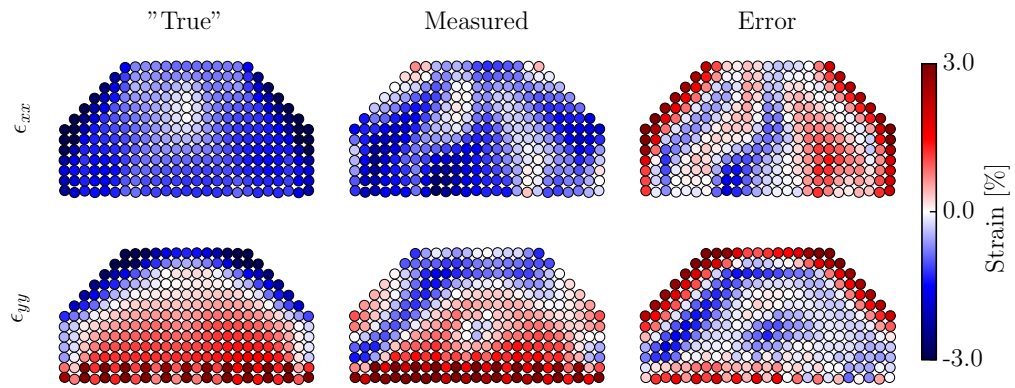 ”True”
Measured
Error
ϵxx
ϵyy
3.0
0.0
-3.0
Strain [%]